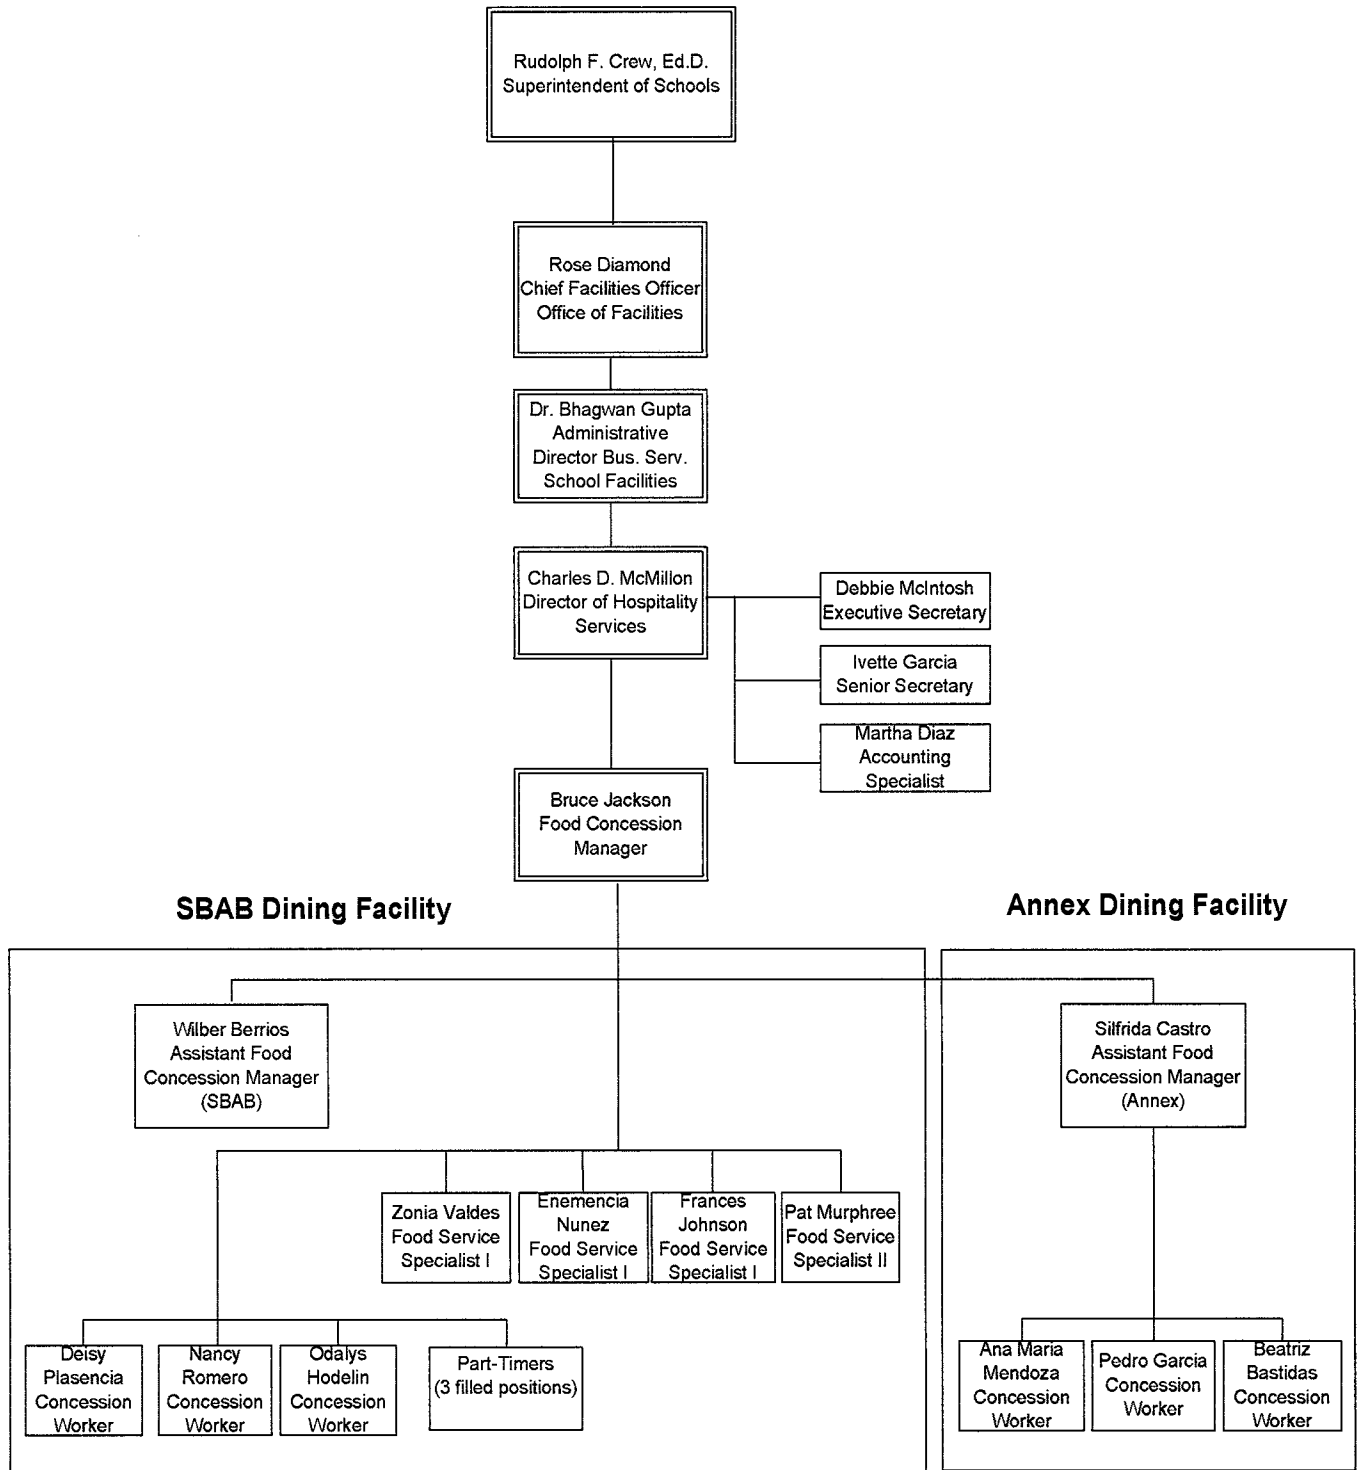 Rudolph F. Crew, Ed.D.
Superintendent of Schools
Rose Diamond
Chief Facilities Officer
Office of Facilities
Dr. Bhagwan Gupta
Administrative
Director Bus. Serv.
School Facilities
Charles D. McMillon
Director of Hospitality
Services
Debbie McIntosh
Executive Secretary
Ivette Garcia
Senior Secretary
Martha Diaz
Accounting
Specialist
Bruce Jackson
Food Concession
Manager
SBAB Dining Facility
Annex Dining Facility
Wilber Berrios
Assistant Food
Concession Manager
(SBAB)
Silfrida Castro
Assistant Food
Concession Manager
(Annex)
Zonia Valdes
Food Service
Specialist I
Enemencia
Nunez
Food Service
Specialist I
Frances
Johnson
Food Service
Specialist I
Pat Murphree
Food Service
Specialist II
Deisy
Plasencia
Concession
Worker
Nancy
Romero
Concession
Worker
Odalys
Hodelin
Concession
Worker
Part-Timers
(3 filled positions)
Ana Maria
Mendoza
Concession
Worker
Pedro Garcia
Concession
Worker
Beatriz
Bastidas
Concession
Worker